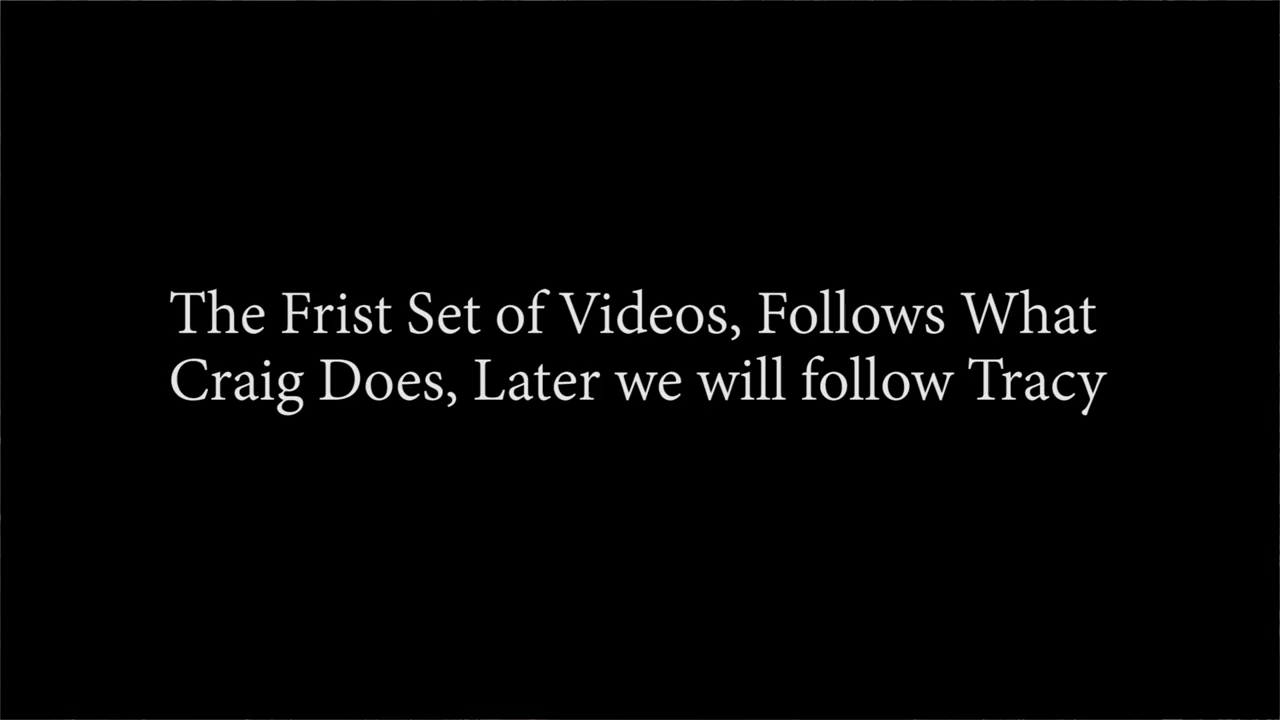 The Frist Set of Videos, Follows What
Craig Does, Later we will follow Tracy